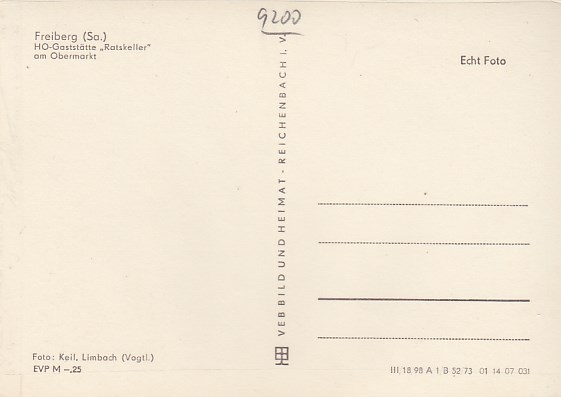 9200
Freiberg (Sa.)
HO-Gaststätte „Ratskeller"
am Obermarkt
Echt Foto
VEB BILD UND HEIMAT - REICHENBACH I. V.
Foto: Keil, Limbach (Vogtl.)
EVP M –,25
III 18 98 A 1 B 52 73 01 14 07 031